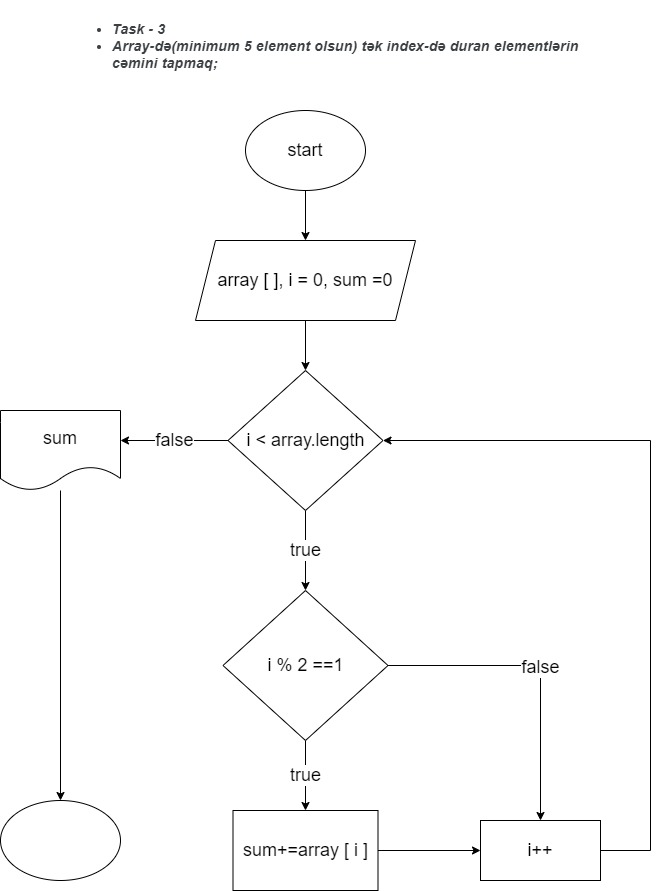 Task - 3
Array-də(minimum 5 element olsun) tək index-də duran elementlərin
cəmini tapmaq;
start
array [ ], i = 0, sum =0
i < array.length
false
sum
true
i % 2 ==1
false
true
sum+=array [ i ]
i++